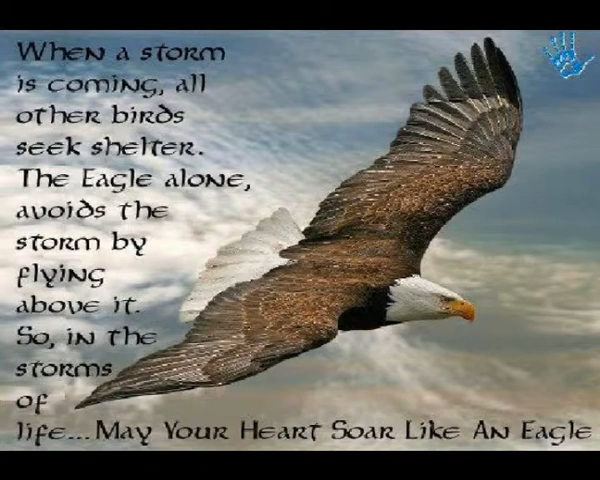 When a storm
is coming, all
other birds
seek shelter.
The Eagle alone,
avoids the
storm by
flying
above it.
So, in the
storms
of
life...May Your Heart Soar Like An Eagle